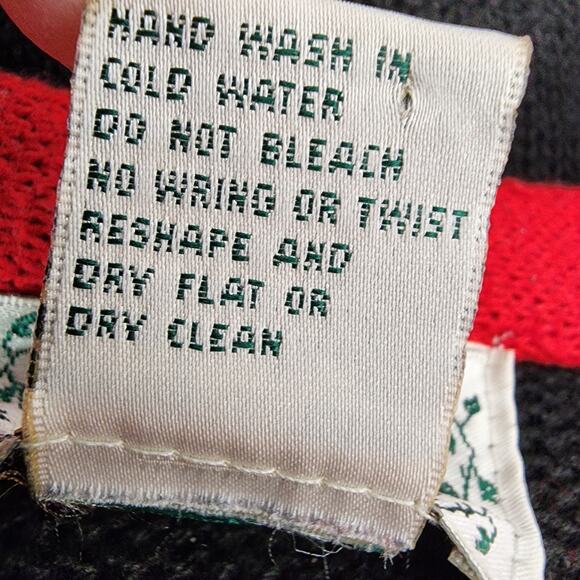 HAND WASH IN
COLD WATER
DO NOT BLEACH
NO WRING OR TWIST
RESHAPE AND
DRY FLAT OR
DRY CLEAN